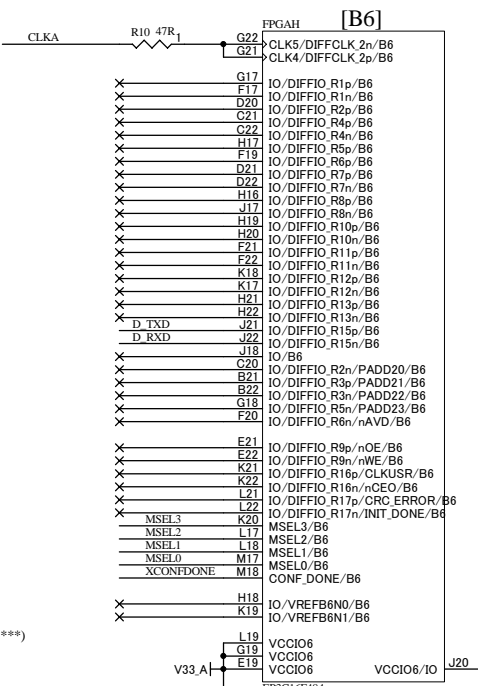 [B6]
FPGAH
CLKA R10 47R 1 G22 CLK5/DIFFCLK_2n/B6
G21 CLK4/DIFFCLK_2p/B6
G17 IO/DIFFIO_R1p/B6
F17 IO/DIFFIO_R1n/B6
D20 IO/DIFFIO_R2p/B6
C21 IO/DIFFIO_R4p/B6
C22 IO/DIFFIO_R4n/B6
H17 IO/DIFFIO_R5p/B6
F19 IO/DIFFIO_R6p/B6
D21 IO/DIFFIO_R7p/B6
D22 IO/DIFFIO_R7n/B6
H16 IO/DIFFIO_R8p/B6
J17 IO/DIFFIO_R8n/B6
H19 IO/DIFFIO_R10p/B6
H20 IO/DIFFIO_R10n/B6
F21 IO/DIFFIO_R11p/B6
F22 IO/DIFFIO_R11n/B6
K18 IO/DIFFIO_R12p/B6
K17 IO/DIFFIO_R12n/B6
H21 IO/DIFFIO_R13p/B6
H22 IO/DIFFIO_R13n/B6
D_TXD J21 IO/DIFFIO_R15p/B6
D_RXD J22 IO/DIFFIO_R15n/B6
J18 IO/B6
C20 IO/DIFFIO_R2n/PADD20/B6
B21 IO/DIFFIO_R3p/PADD21/B6
B22 IO/DIFFIO_R3n/PADD22/B6
G18 IO/DIFFIO_R5n/PADD23/B6
F20 IO/DIFFIO_R6n/nAVD/B6
E21 IO/DIFFIO_R9p/nOE/B6
E22 IO/DIFFIO_R9n/nWE/B6
K21 IO/DIFFIO_R16p/CLKUSR/B6
K22 IO/DIFFIO_R16n/nCEO/B6
L21 IO/DIFFIO_R17p/CRC_ERROR/B6
L22 IO/DIFFIO_R17n/INIT_DONE/B6
MSEL3 K20 MSEL3/B6
MSEL2 L17 MSEL2/B6
MSEL1 L18 MSEL1/B6
MSEL0 M17 MSEL0/B6
XCONFDONE M18 CONF_DONE/B6
H18 IO/VREFB6N0/B6
K19 IO/VREFB6N1/B6
***)
L19 VCCIO6
G19 VCCIO6
V33_A E19 VCCIO6 VCCIO6/IO J20